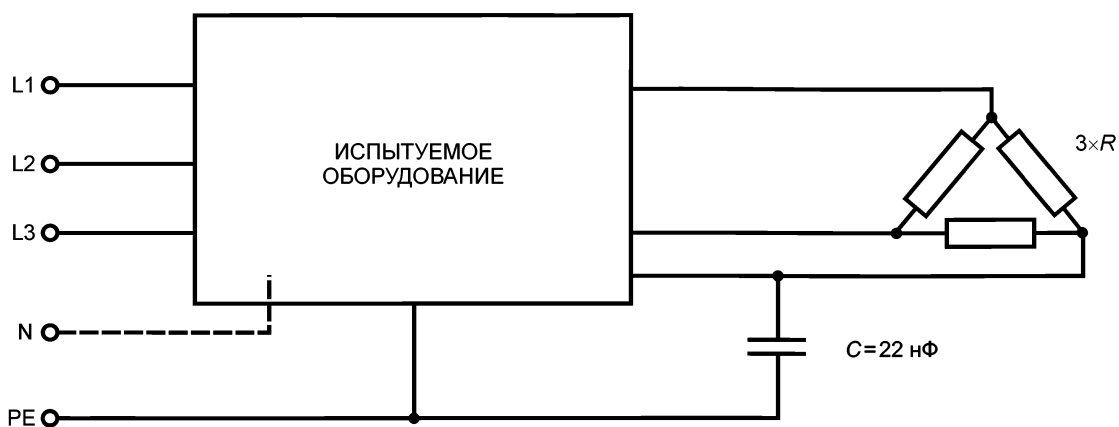 L1
L2
L3
N
PE
ИСПЫТУЕМОЕ
ОБОРУДОВАНИЕ
3×R
C=22 нФ